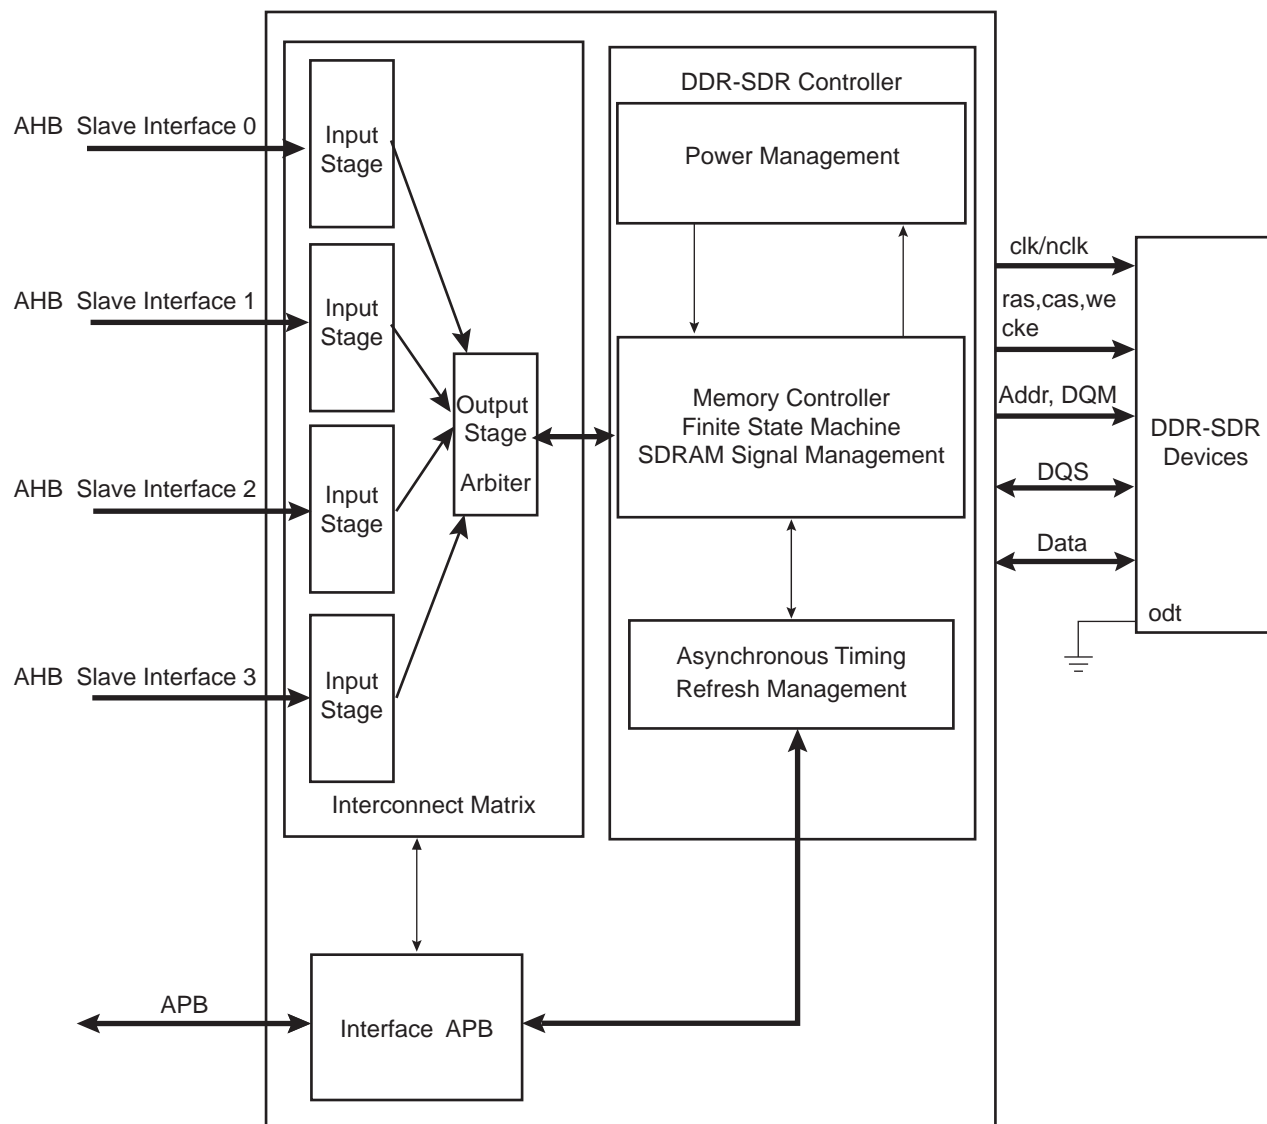 DDR-SDR Controller
AHB Slave Interface 0
Input
Stage
Power Management
clk/nclk
AHB Slave Interface 1
Input
Stage
ras,cas,we
cke
Output
Stage
Arbiter
Memory Controller
Finite State Machine
SDRAM Signal Management
Addr, DQM
DDR-SDR
Devices
DQS
AHB Slave Interface 2
Input
Stage
Data
odt
AHB Slave Interface 3
Input
Stage
Asynchronous Timing
Refresh Management
Interconnect Matrix
APB
Interface APB